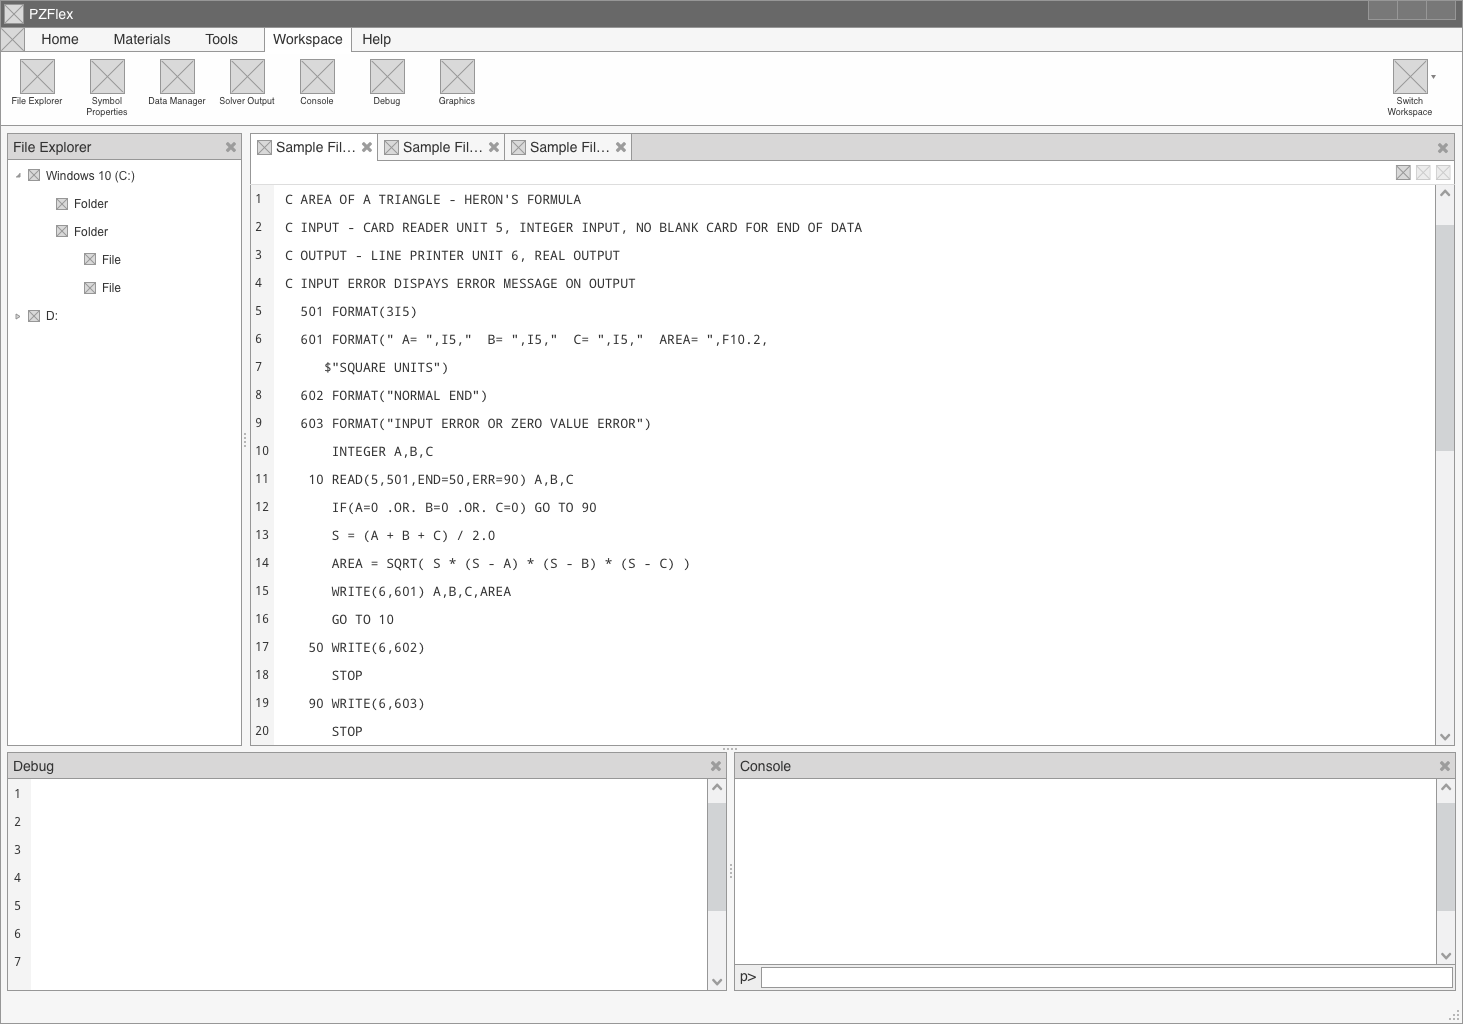 PZFlex
Home Materials Tools Workspace Help
File Explorer
Symbol Properties
Data Manager
Solver Output
Console
Debug
Graphics
Switch Workspace
File Explorer
Windows 10 (C:)
Folder
Folder
File
File
D:
Sample Fil... Sample Fil... Sample Fil...
1 C AREA OF A TRIANGLE - HERON'S FORMULA
2 C INPUT - CARD READER UNIT 5, INTEGER INPUT, NO BLANK CARD FOR END OF DATA
3 C OUTPUT - LINE PRINTER UNIT 6, REAL OUTPUT
4 C INPUT ERROR DISPAYS ERROR MESSAGE ON OUTPUT
5   501 FORMAT(3I5)
6   601 FORMAT(" A= ",I5,"  B= ",I5,"  C= ",I5,"  AREA= ",F10.2,
7      $"SQUARE UNITS")
8   602 FORMAT("NORMAL END")
9   603 FORMAT("INPUT ERROR OR ZERO VALUE ERROR")
10       INTEGER A,B,C
11    10 READ(5,501,END=50,ERR=90) A,B,C
12       IF(A=0 .OR. B=0 .OR. C=0) GO TO 90
13       S = (A + B + C) / 2.0
14       AREA = SQRT( S * (S - A) * (S - B) * (S - C) )
15       WRITE(6,601) A,B,C,AREA
16       GO TO 10
17    50 WRITE(6,602)
18       STOP
19    90 WRITE(6,603)
20       STOP
Debug
1
2
3
4
5
6
7
Console
p>